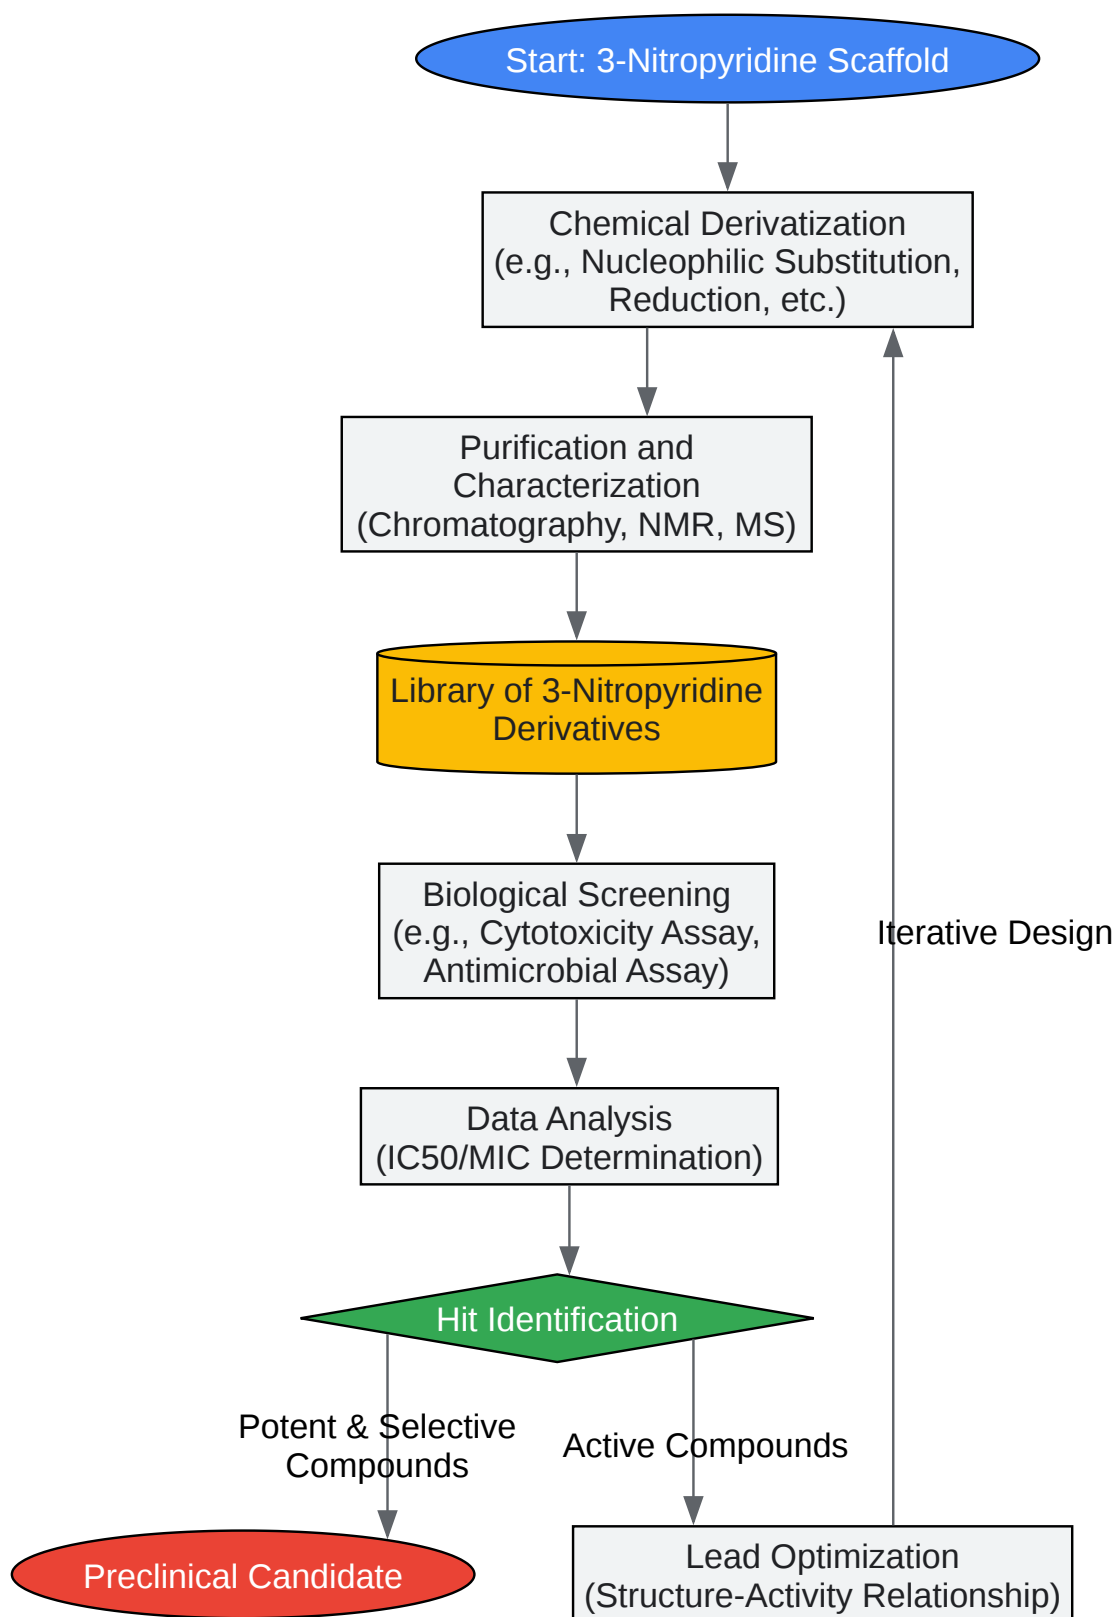 Start: 3-Nitropyridine Scaffold
Chemical Derivatization
(e.g., Nucleophilic Substitution,
Reduction, etc.)
Purification and
Characterization
(Chromatography, NMR, MS)
Library of 3-Nitropyridine
Derivatives
Biological Screening
(e.g., Cytotoxicity Assay,
Antimicrobial Assay)
Iterative Design
Data Analysis
(IC50/MIC Determination)
Hit Identification
Potent & Selective
Compounds
Active Compounds
Preclinical Candidate
Lead Optimization
(Structure-Activity Relationship)